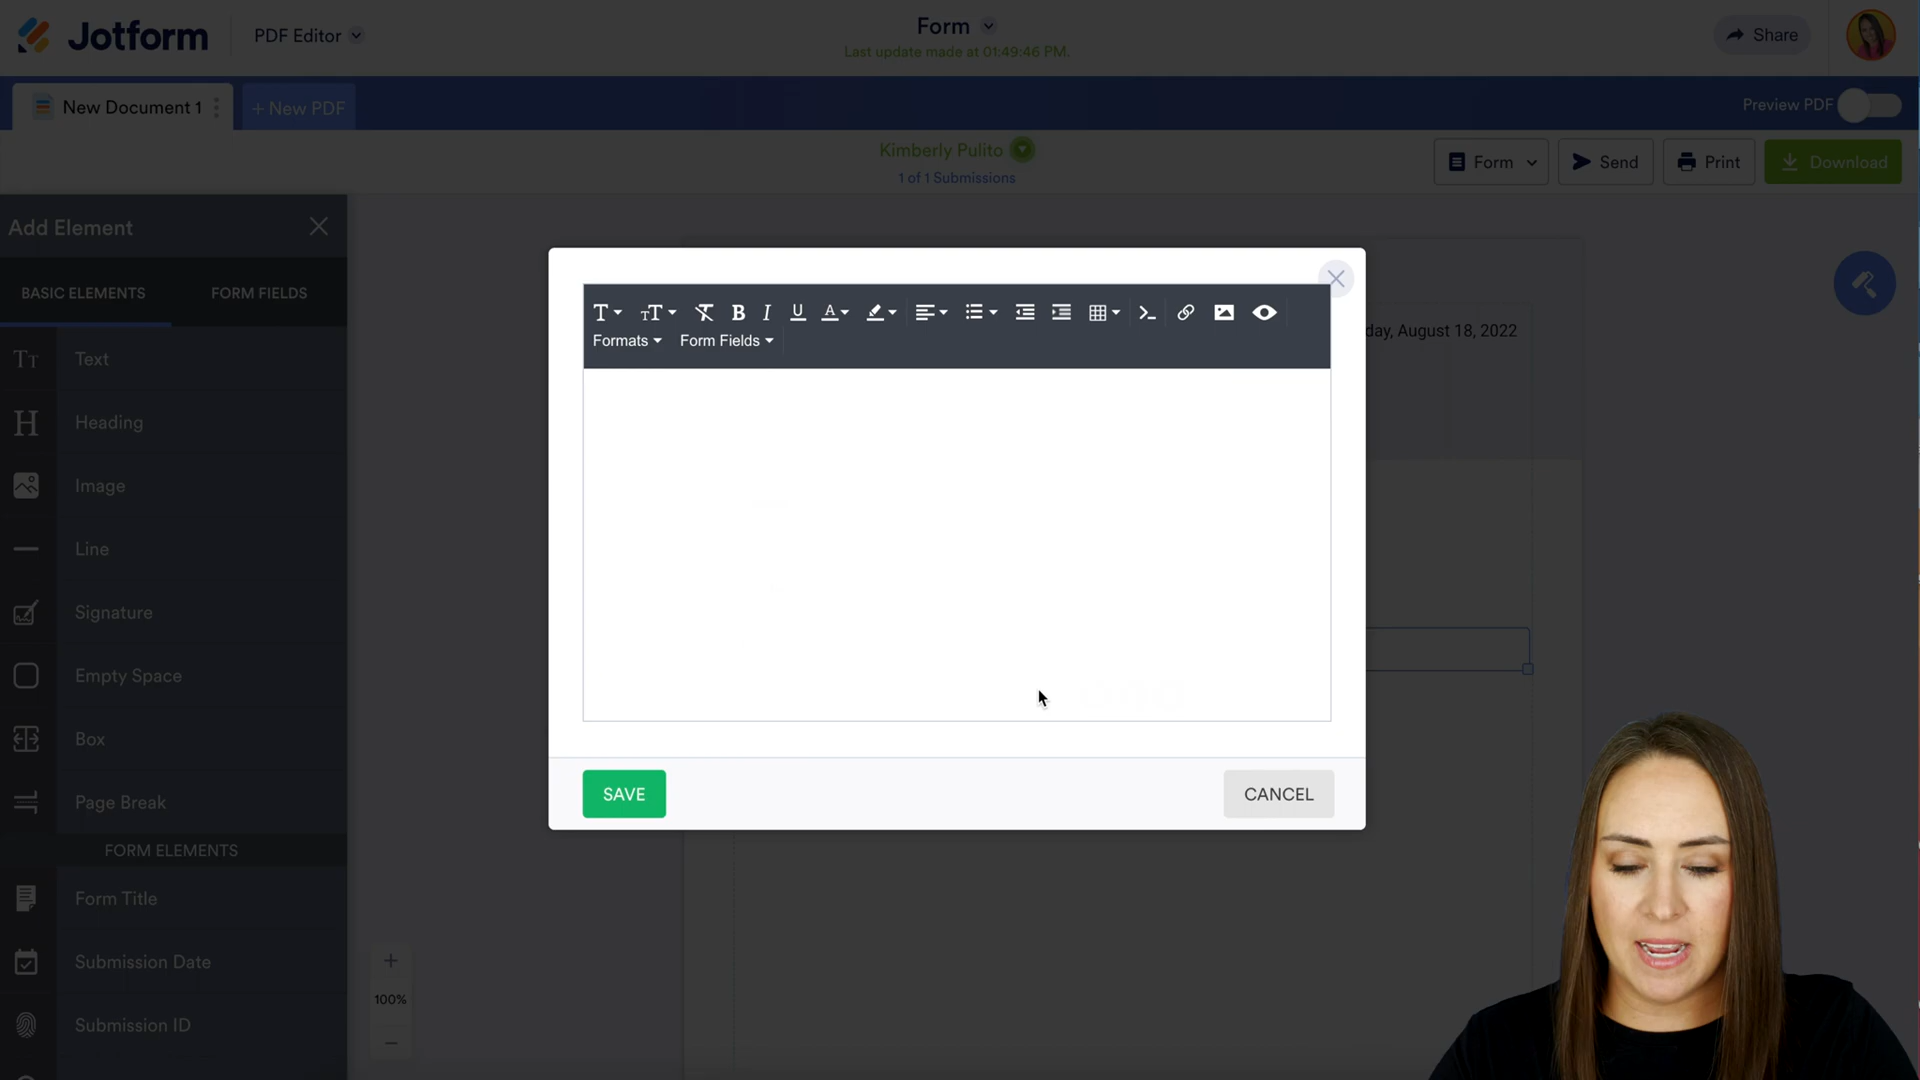 Jotform
PDF Editor
Form
Last update made at 01:49:46 PM.
Share
New Document 1
+ New PDF
Preview PDF
Kimberly Pulito
1 of 1 Submissions
Form
Send
Print
Download
Add Element
BASIC ELEMENTS
FORM FIELDS
Formats
Form Fields
day, August 18, 2022
Text
Heading
Image
Line
Signature
Empty Space
Box
Page Break
FORM ELEMENTS
Form Title
Submission Date
Submission ID
SAVE
CANCEL
100%